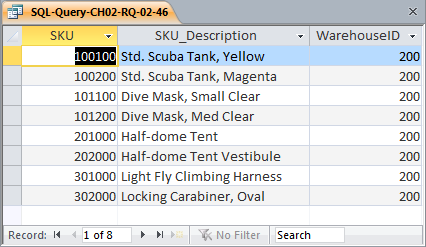 SQL-Query-CH02-RQ-02-46
SKU SKU_Description WarehouseID
100100 Std. Scuba Tank, Yellow 200
100200 Std. Scuba Tank, Magenta 200
101100 Dive Mask, Small Clear 200
101200 Dive Mask, Med Clear 200
201000 Half-dome Tent 200
202000 Half-dome Tent Vestibule 200
301000 Light Fly Climbing Harness 200
302000 Locking Carabiner, Oval 200
Record: 1 of 8 No Filter Search